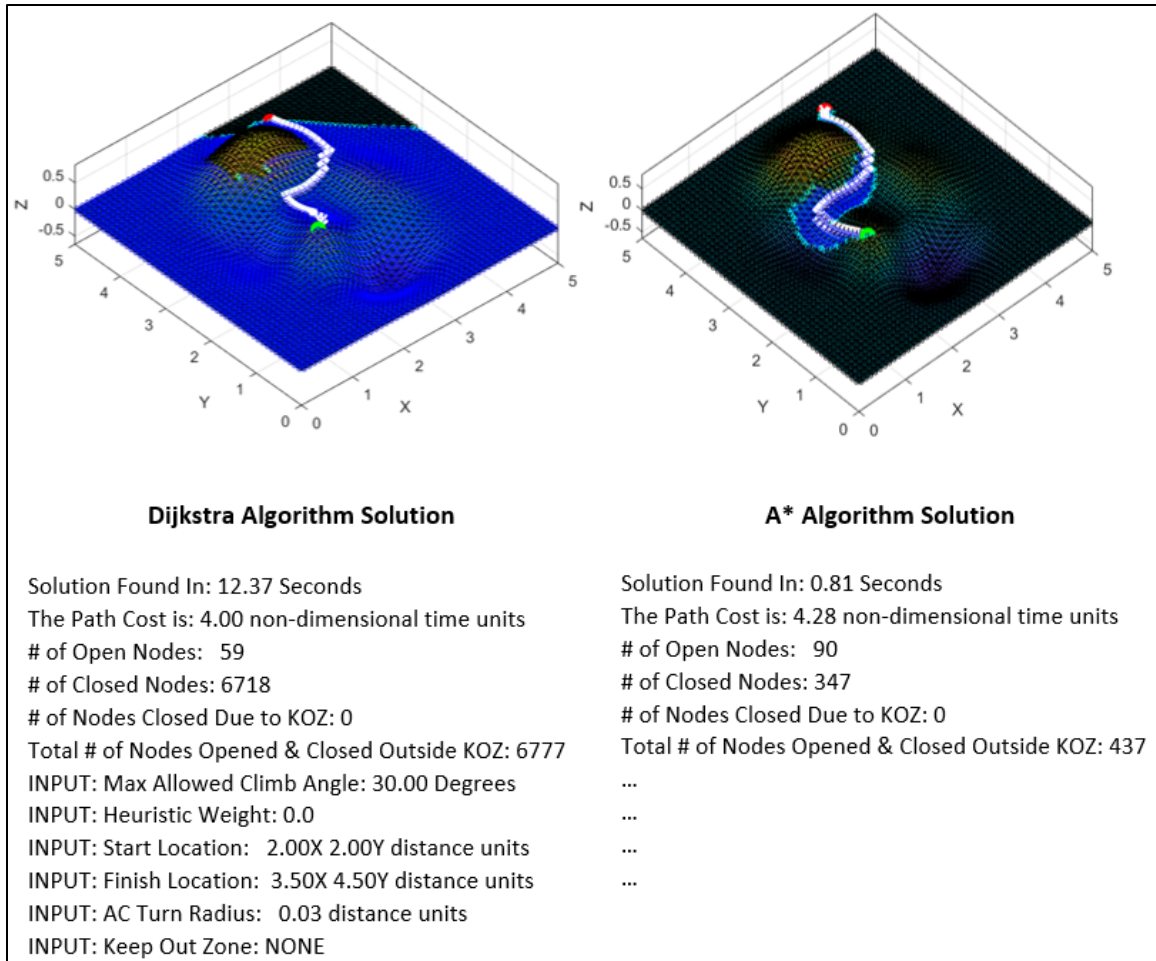 0.5
0
-0.5
Z
5
4
3
2
1
0
Y
0
1
2
3
4
5
X
0.5
0
-0.5
Z
5
4
3
2
1
0
Y
0
1
2
3
4
5
X
Dijkstra Algorithm Solution
Solution Found In: 12.37 Seconds
The Path Cost is: 4.00 non-dimensional time units
# of Open Nodes:   59
# of Closed Nodes: 6718
# of Nodes Closed Due to KOZ: 0
Total # of Nodes Opened & Closed Outside KOZ: 6777
INPUT: Max Allowed Climb Angle: 30.00 Degrees
INPUT: Heuristic Weight: 0.0
INPUT: Start Location:   2.00X 2.00Y distance units
INPUT: Finish Location:  3.50X 4.50Y distance units
INPUT: AC Turn Radius:   0.03 distance units
INPUT: Keep Out Zone: NONE
A* Algorithm Solution
Solution Found In: 0.81 Seconds
The Path Cost is: 4.28 non-dimensional time units
# of Open Nodes:   90
# of Closed Nodes: 347
# of Nodes Closed Due to KOZ: 0
Total # of Nodes Opened & Closed Outside KOZ: 437
...
...
...
...